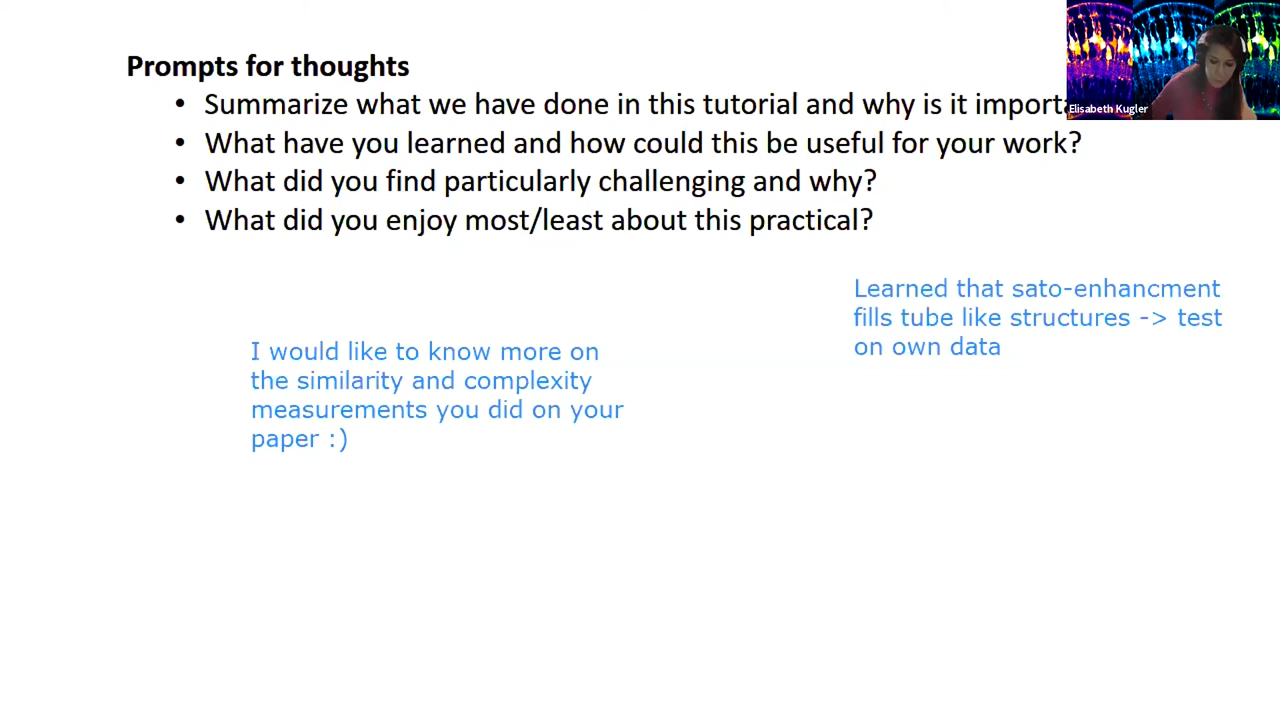 Prompts for thoughts
• Summarize what we have done in this tutorial and why is it importa
• What have you learned and how could this be useful for your work?
• What did you find particularly challenging and why?
• What did you enjoy most/least about this practical?
Elisabeth Kugler
Learned that sato-enhancment
fills tube like structures -> test
on own data
I would like to know more on
the similarity and complexity
measurements you did on your
paper :)